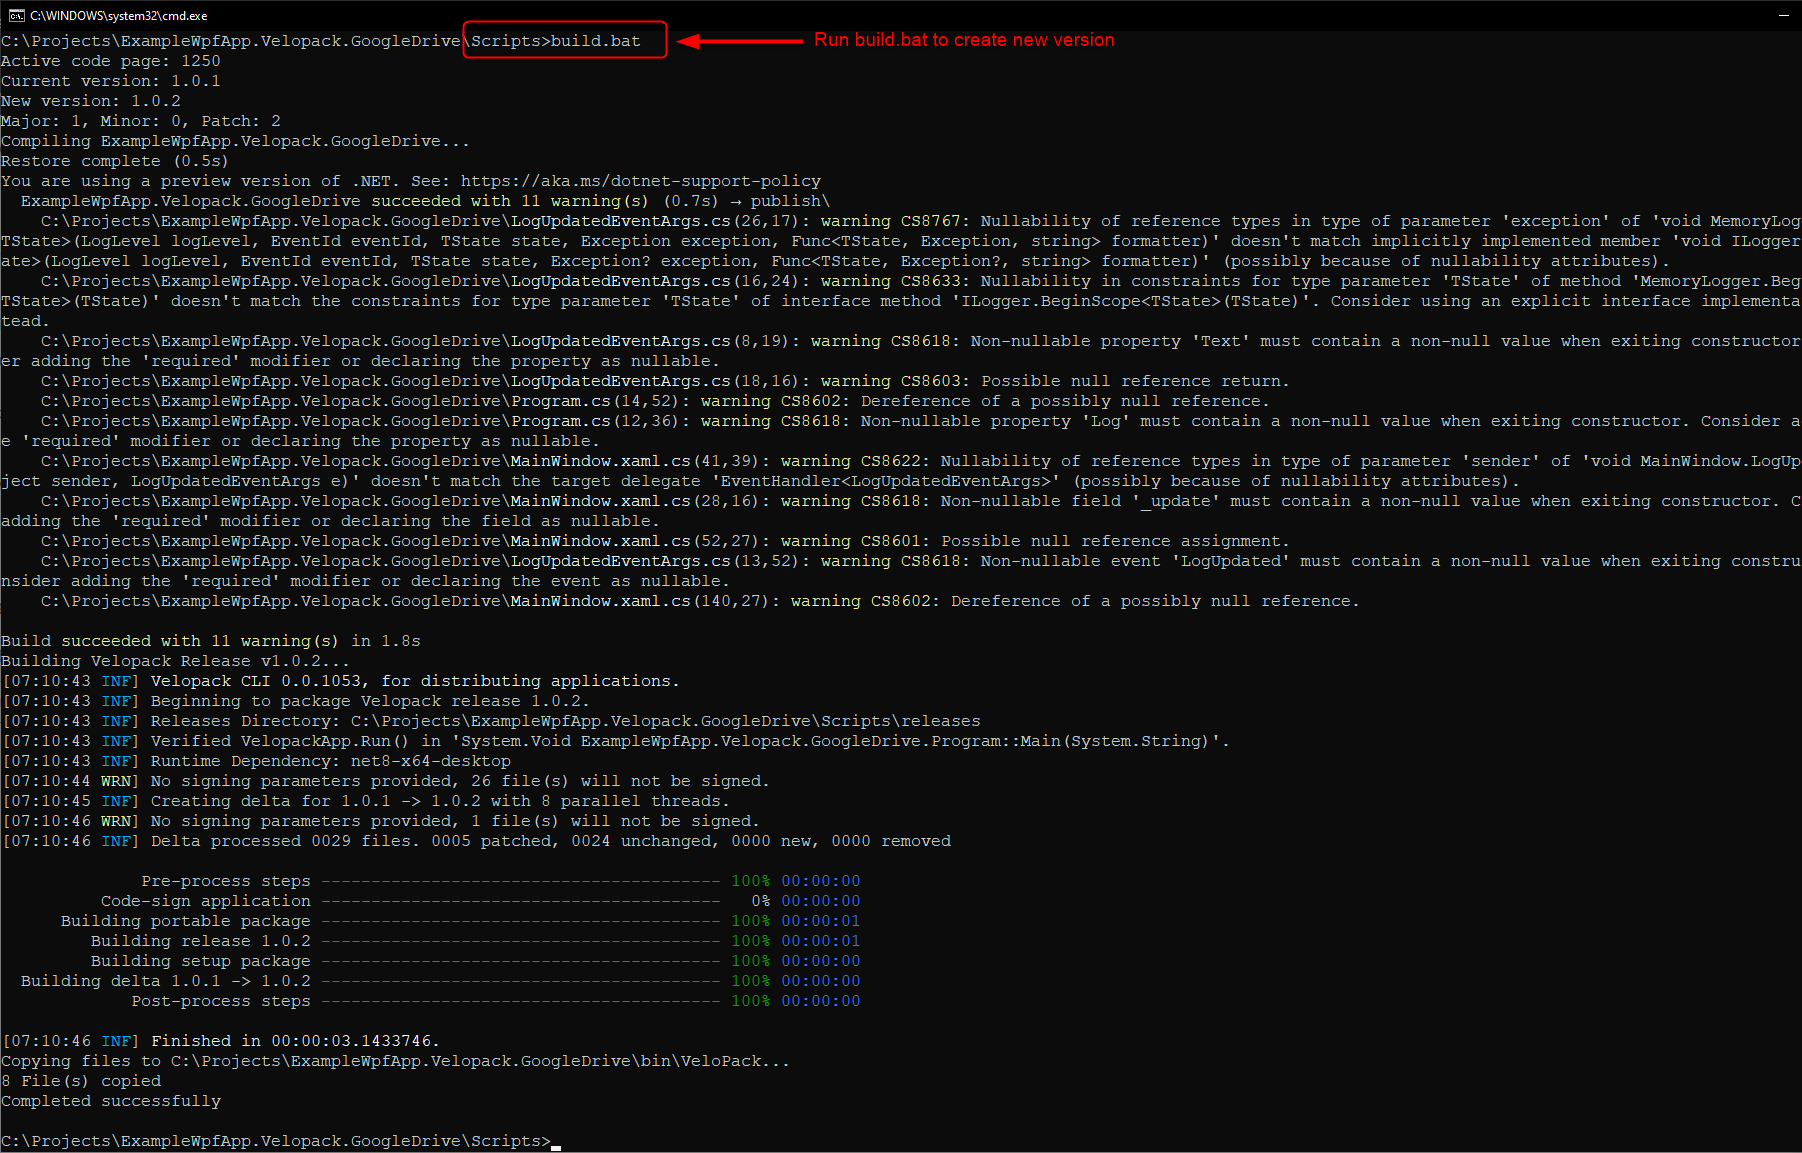 C:\WINDOWS\system32\cmd.exe
C:\Projects\ExampleWpfApp.Velopack.GoogleDrive\Scripts>build.bat
Run build.bat to create new version
Active code page: 1250
Current version: 1.0.1
New version: 1.0.2
Major: 1, Minor: 0, Patch: 2
Compiling ExampleWpfApp.Velopack.GoogleDrive...
Restore complete (0.5s)
You are using a preview version of .NET. See: https://aka.ms/dotnet-support-policy
  ExampleWpfApp.Velopack.GoogleDrive succeeded with 11 warning(s) (0.7s) → publish\
    C:\Projects\ExampleWpfApp.Velopack.GoogleDrive\LogUpdatedEventArgs.cs(26,17): warning CS8767: Nullability of reference types in type of parameter 'exception' of 'void MemoryLog
TState>(LogLevel logLevel, EventId eventId, TState state, Exception exception, Func<TState, Exception, string> formatter)' doesn't match implicitly implemented member 'void ILogger
ate>(LogLevel logLevel, EventId eventId, TState state, Exception? exception, Func<TState, Exception?, string> formatter)' (possibly because of nullability attributes).
    C:\Projects\ExampleWpfApp.Velopack.GoogleDrive\LogUpdatedEventArgs.cs(16,24): warning CS8633: Nullability in constraints for type parameter 'TState' of method 'MemoryLogger.Beg
TState>(TState)' doesn't match the constraints for type parameter 'TState' of interface method 'ILogger.BeginScope<TState>(TState)'. Consider using an explicit interface implementa
tead.
    C:\Projects\ExampleWpfApp.Velopack.GoogleDrive\LogUpdatedEventArgs.cs(8,19): warning CS8618: Non-nullable property 'Text' must contain a non-null value when exiting constructor
er adding the 'required' modifier or declaring the property as nullable.
    C:\Projects\ExampleWpfApp.Velopack.GoogleDrive\LogUpdatedEventArgs.cs(18,16): warning CS8603: Possible null reference return.
    C:\Projects\ExampleWpfApp.Velopack.GoogleDrive\Program.cs(14,52): warning CS8602: Dereference of a possibly null reference.
    C:\Projects\ExampleWpfApp.Velopack.GoogleDrive\Program.cs(12,36): warning CS8618: Non-nullable property 'Log' must contain a non-null value when exiting constructor. Consider a
e 'required' modifier or declaring the property as nullable.
    C:\Projects\ExampleWpfApp.Velopack.GoogleDrive\MainWindow.xaml.cs(41,39): warning CS8622: Nullability of reference types in type of parameter 'sender' of 'void MainWindow.LogUp
ject sender, LogUpdatedEventArgs e)' doesn't match the target delegate 'EventHandler<LogUpdatedEventArgs>' (possibly because of nullability attributes).
    C:\Projects\ExampleWpfApp.Velopack.GoogleDrive\MainWindow.xaml.cs(28,16): warning CS8618: Non-nullable field '_update' must contain a non-null value when exiting constructor. C
adding the 'required' modifier or declaring the field as nullable.
    C:\Projects\ExampleWpfApp.Velopack.GoogleDrive\MainWindow.xaml.cs(52,27): warning CS8601: Possible null reference assignment.
    C:\Projects\ExampleWpfApp.Velopack.GoogleDrive\LogUpdatedEventArgs.cs(13,52): warning CS8618: Non-nullable event 'LogUpdated' must contain a non-null value when exiting constru
nsider adding the 'required' modifier or declaring the event as nullable.
    C:\Projects\ExampleWpfApp.Velopack.GoogleDrive\MainWindow.xaml.cs(140,27): warning CS8602: Dereference of a possibly null reference.
Build succeeded with 11 warning(s) in 1.8s
Building Velopack Release v1.0.2...
[07:10:43 INF] Velopack CLI 0.0.1053, for distributing applications.
[07:10:43 INF] Beginning to package Velopack release 1.0.2.
[07:10:43 INF] Releases Directory: C:\Projects\ExampleWpfApp.Velopack.GoogleDrive\Scripts\releases
[07:10:43 INF] Verified VelopackApp.Run() in 'System.Void ExampleWpfApp.Velopack.GoogleDrive.Program::Main(System.String)'.
[07:10:43 INF] Runtime Dependency: net8-x64-desktop
[07:10:44 WRN] No signing parameters provided, 26 file(s) will not be signed.
[07:10:45 INF] Creating delta for 1.0.1 -> 1.0.2 with 8 parallel threads.
[07:10:46 WRN] No signing parameters provided, 1 file(s) will not be signed.
[07:10:46 INF] Delta processed 0029 files. 0005 patched, 0024 unchanged, 0000 new, 0000 removed
Pre-process steps ---------------------------------------- 100% 00:00:00
Code-sign application ---------------------------------------- 0% 00:00:00
Building portable package ---------------------------------------- 100% 00:00:01
Building release 1.0.2 ---------------------------------------- 100% 00:00:01
Building setup package ---------------------------------------- 100% 00:00:00
Building delta 1.0.1 -> 1.0.2 ---------------------------------------- 100% 00:00:00
Post-process steps ---------------------------------------- 100% 00:00:00
[07:10:46 INF] Finished in 00:00:03.1433746.
Copying files to C:\Projects\ExampleWpfApp.Velopack.GoogleDrive\bin\VeloPack...
8 File(s) copied
Completed successfully
C:\Projects\ExampleWpfApp.Velopack.GoogleDrive\Scripts>